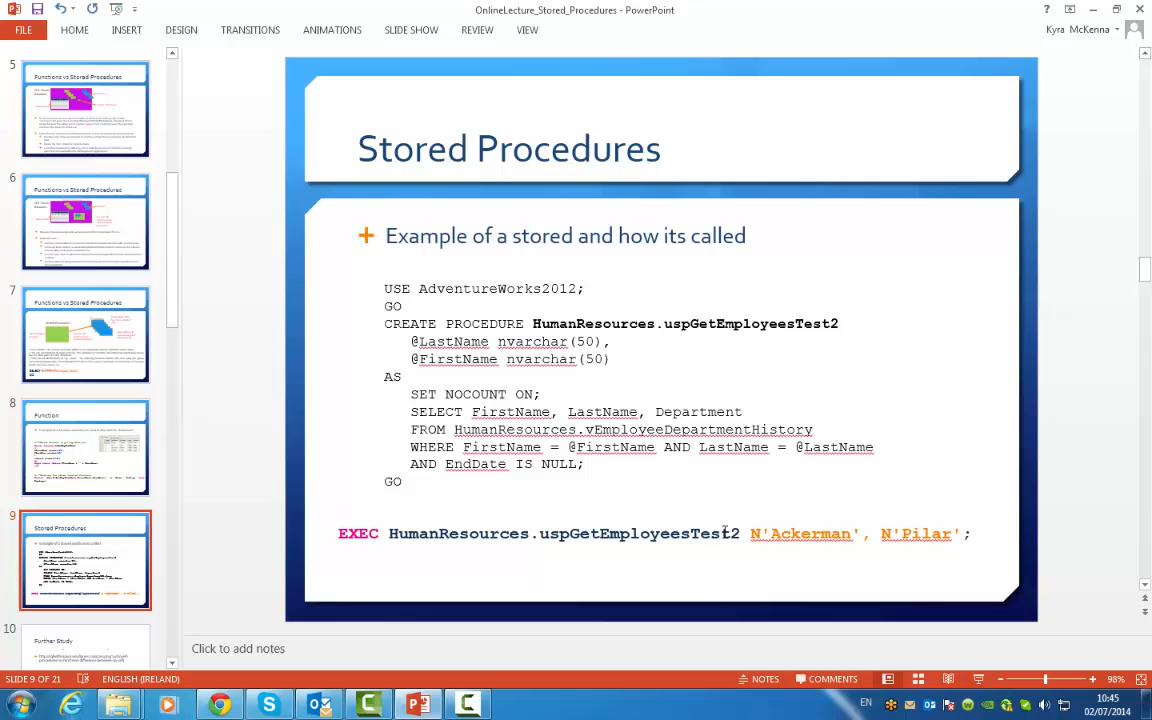 OnlineLecture_Stored_Procedures - PowerPoint
?
FILE HOME INSERT DESIGN TRANSITIONS ANIMATIONS SLIDE SHOW REVIEW VIEW
Kyra McKenna
5
Functions vs Stored Procedures
6
Functions vs Stored Procedures
7
Functions vs Stored Procedures
8
Function
9
Stored Procedures
10
Further Study
Stored Procedures
Example of a stored and how its called
USE AdventureWorks2012;
GO
CREATE PROCEDURE HumanResources.uspGetEmployeesTest2
@LastName nvarchar(50),
@FirstName nvarchar(50)
AS
SET NOCOUNT ON;
SELECT FirstName, LastName, Department
FROM HumanResources.vEmployeeDepartmentHistory
WHERE FirstName = @FirstName AND LastName = @LastName
AND EndDate IS NULL;
GO
EXEC HumanResources.uspGetEmployeesTest2 N'Ackerman', N'Pilar';
Click to add notes
SLIDE 9 OF 21 ENGLISH (IRELAND) NOTES COMMENTS 98%
EN
10:45
02/07/2014